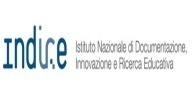 indire
Istituto Nazionale di Documentazione,
Innovazione e Ricerca Educativa